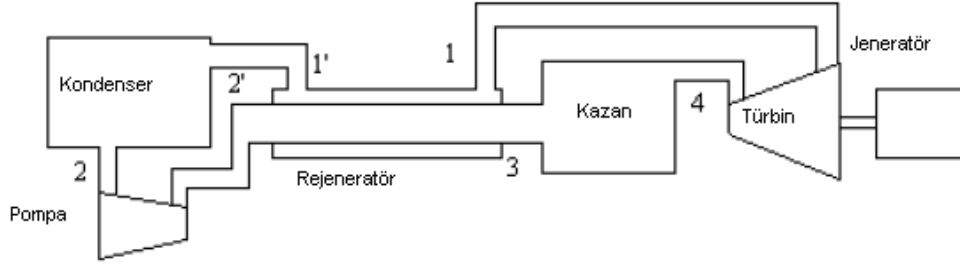 Jeneratör
1
1'
2'
Kondenser
4
Kazan
Türbin
2
3
Rejeneratör
Pompa